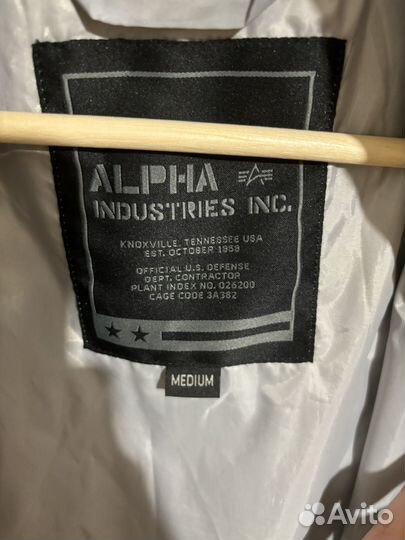 ALPHA
INDUSTRIES INC.
KNOXVILLE, TENNESSEE USA
EST. OCTOBER 1959
OFFICIAL U.S. DEFENSE
DEPT. CONTRACTOR
PLANT INDEX NO. 026200
CAGE CODE 3A382
MEDIUM
Avito